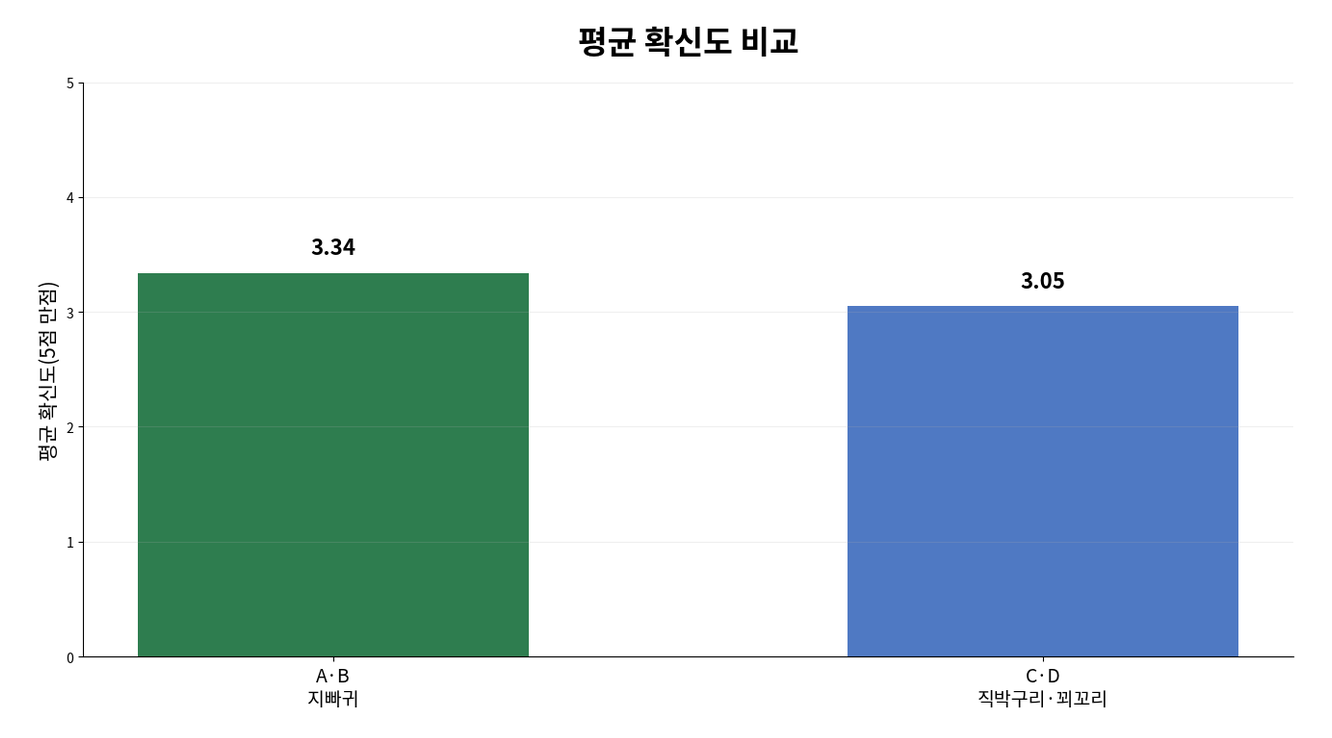 평균 확신도 비교
평균 확신도(5점 만점)
5
4
3
2
1
0
3.34
3.05
A·B
지빠귀
C·D
직박구리·꾀꼬리